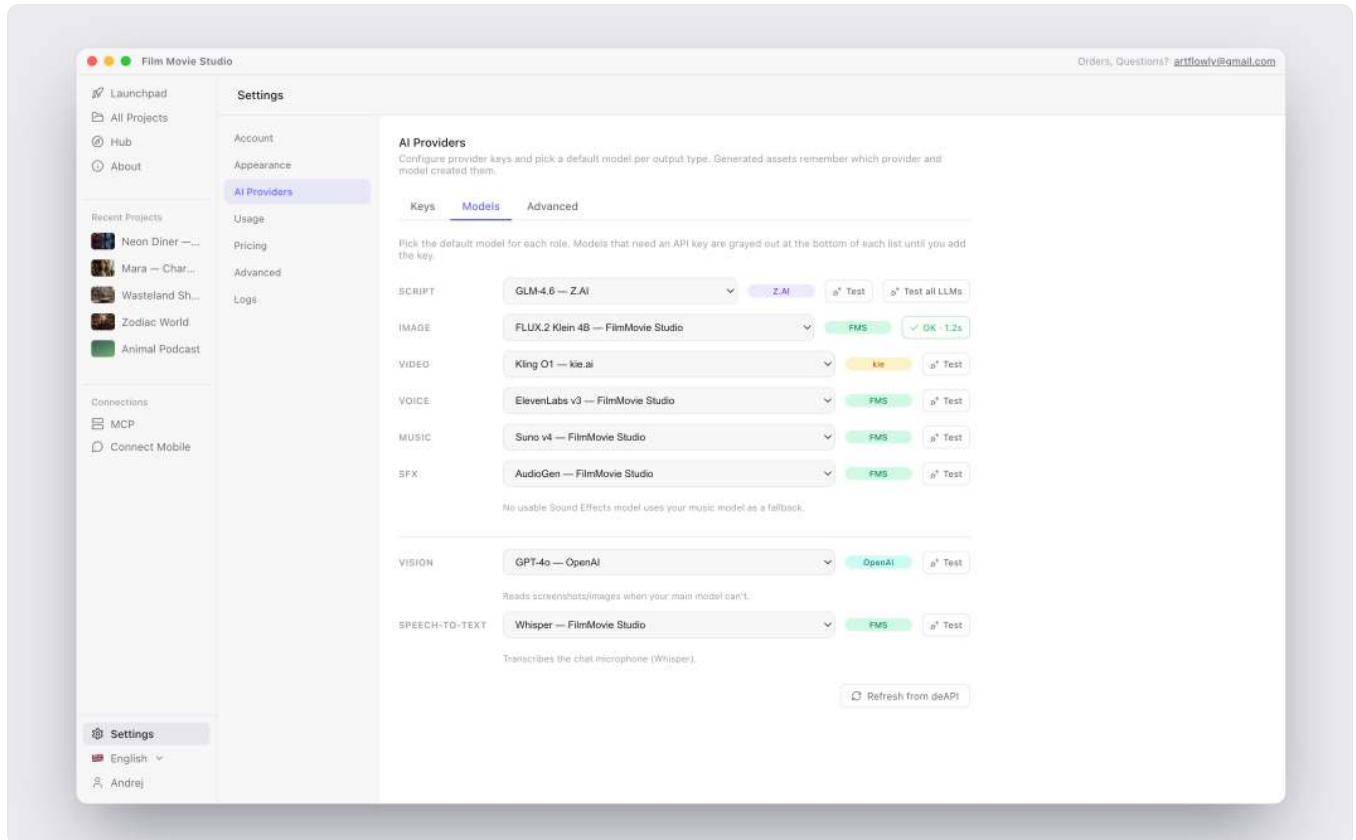 Film Movie Studio
Orders, Questions? artflowlv@gmail.com
Launchpad
All Projects
Hub
About
Recent Projects
Neon Diner —...
Mara — Char...
Wasteland Sh...
Zodiac World
Animal Podcast
Connections
MCP
Connect Mobile
Settings
English
Andrej
Settings
Account
Appearance
AI Providers
Usage
Pricing
Advanced
Logs
AI Providers
Configure provider keys and pick a default model per output type. Generated assets remember which provider and
model created them.
Keys Models Advanced
Pick the default model for each role. Models that need an API key are grayed out at the bottom of each list until you add
the key.
SCRIPT GLM-4.6 — Z.AI Z.AI Test Test all LLMs
IMAGE FLUX.2 Klein 4B — FilmMovie Studio FMS ✓ OK · 1.2s
VIDEO Kling O1 — kie.ai kie Test
VOICE ElevenLabs v3 — FilmMovie Studio FMS Test
MUSIC Suno v4 — FilmMovie Studio FMS Test
SFX AudioGen — FilmMovie Studio FMS Test
No usable Sound Effects model uses your music model as a fallback.
VISION GPT-4o — OpenAI OpenAI Test
Reads screenshots/images when your main model can't.
SPEECH-TO-TEXT Whisper — FilmMovie Studio FMS Test
Transcribes the chat microphone (Whisper).
Refresh from deAPI